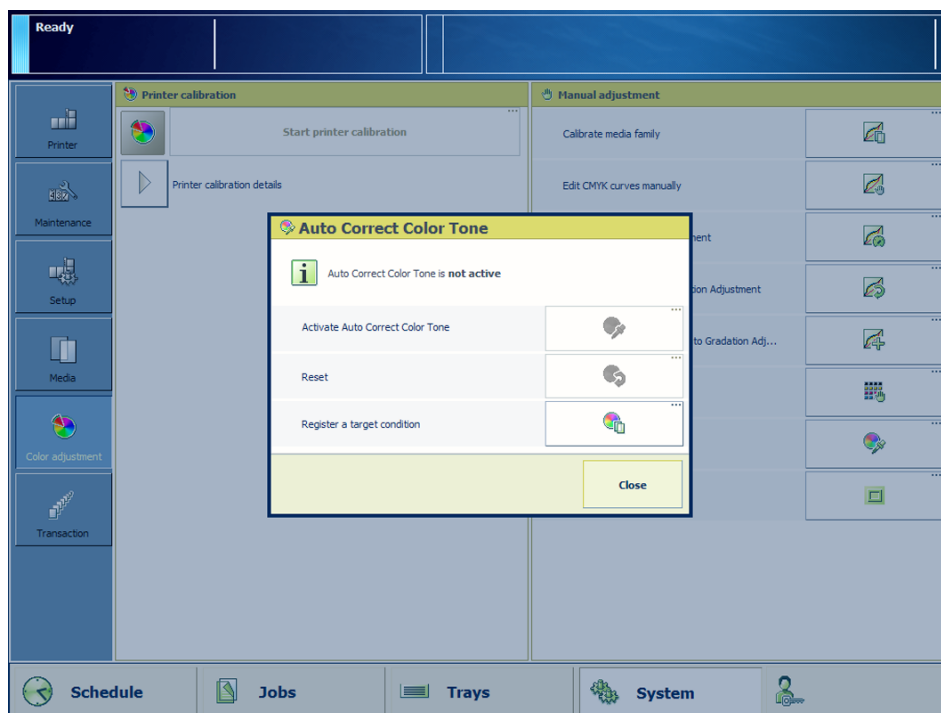 Ready
Printer calibration
Manual adjustment
Printer
Start printer calibration
Calibrate media family
Maintenance
Printer calibration details
Edit CMYK curves manually
Auto Correct Color Tone
Auto Correct Color Tone is not active
Setup
Adjustment
Activate Auto Correct Color Tone
to Gradation Adj...
Media
Reset
Register a target condition
Color adjustment
Close
Transaction
Schedule
Jobs
Trays
System